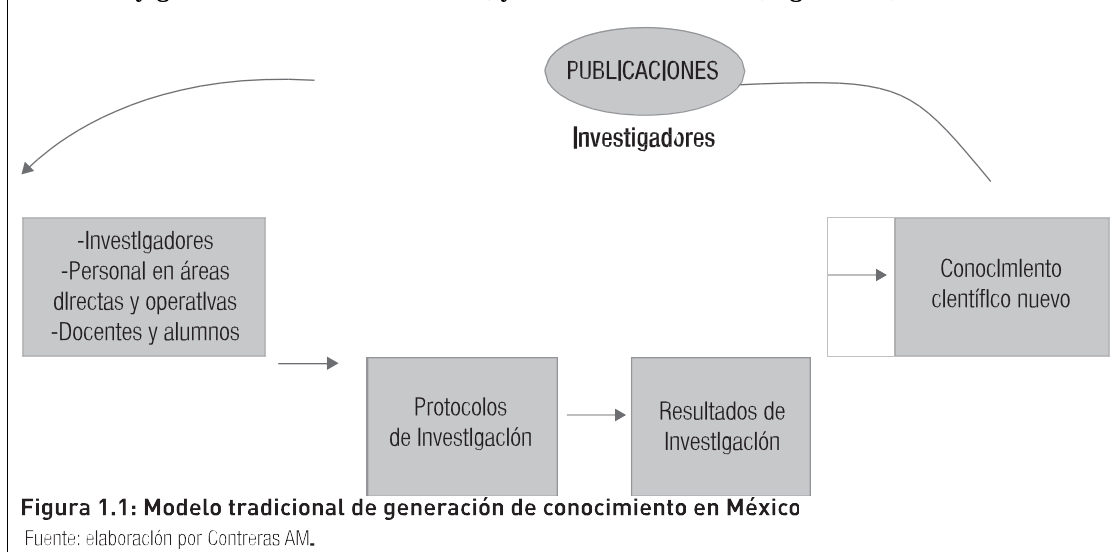 PUBLICACIONES
Investigadores
-Investigadores
-Personal en áreas
directas y operativas
-Docentes y alumnos
Conocimiento
científico nuevo
Protocolos
de Investigación
Resultados de
Investigación
Figura 1.1: Modelo tradicional de generación de conocimiento en México
Fuente: elaboración por Contreras AM.